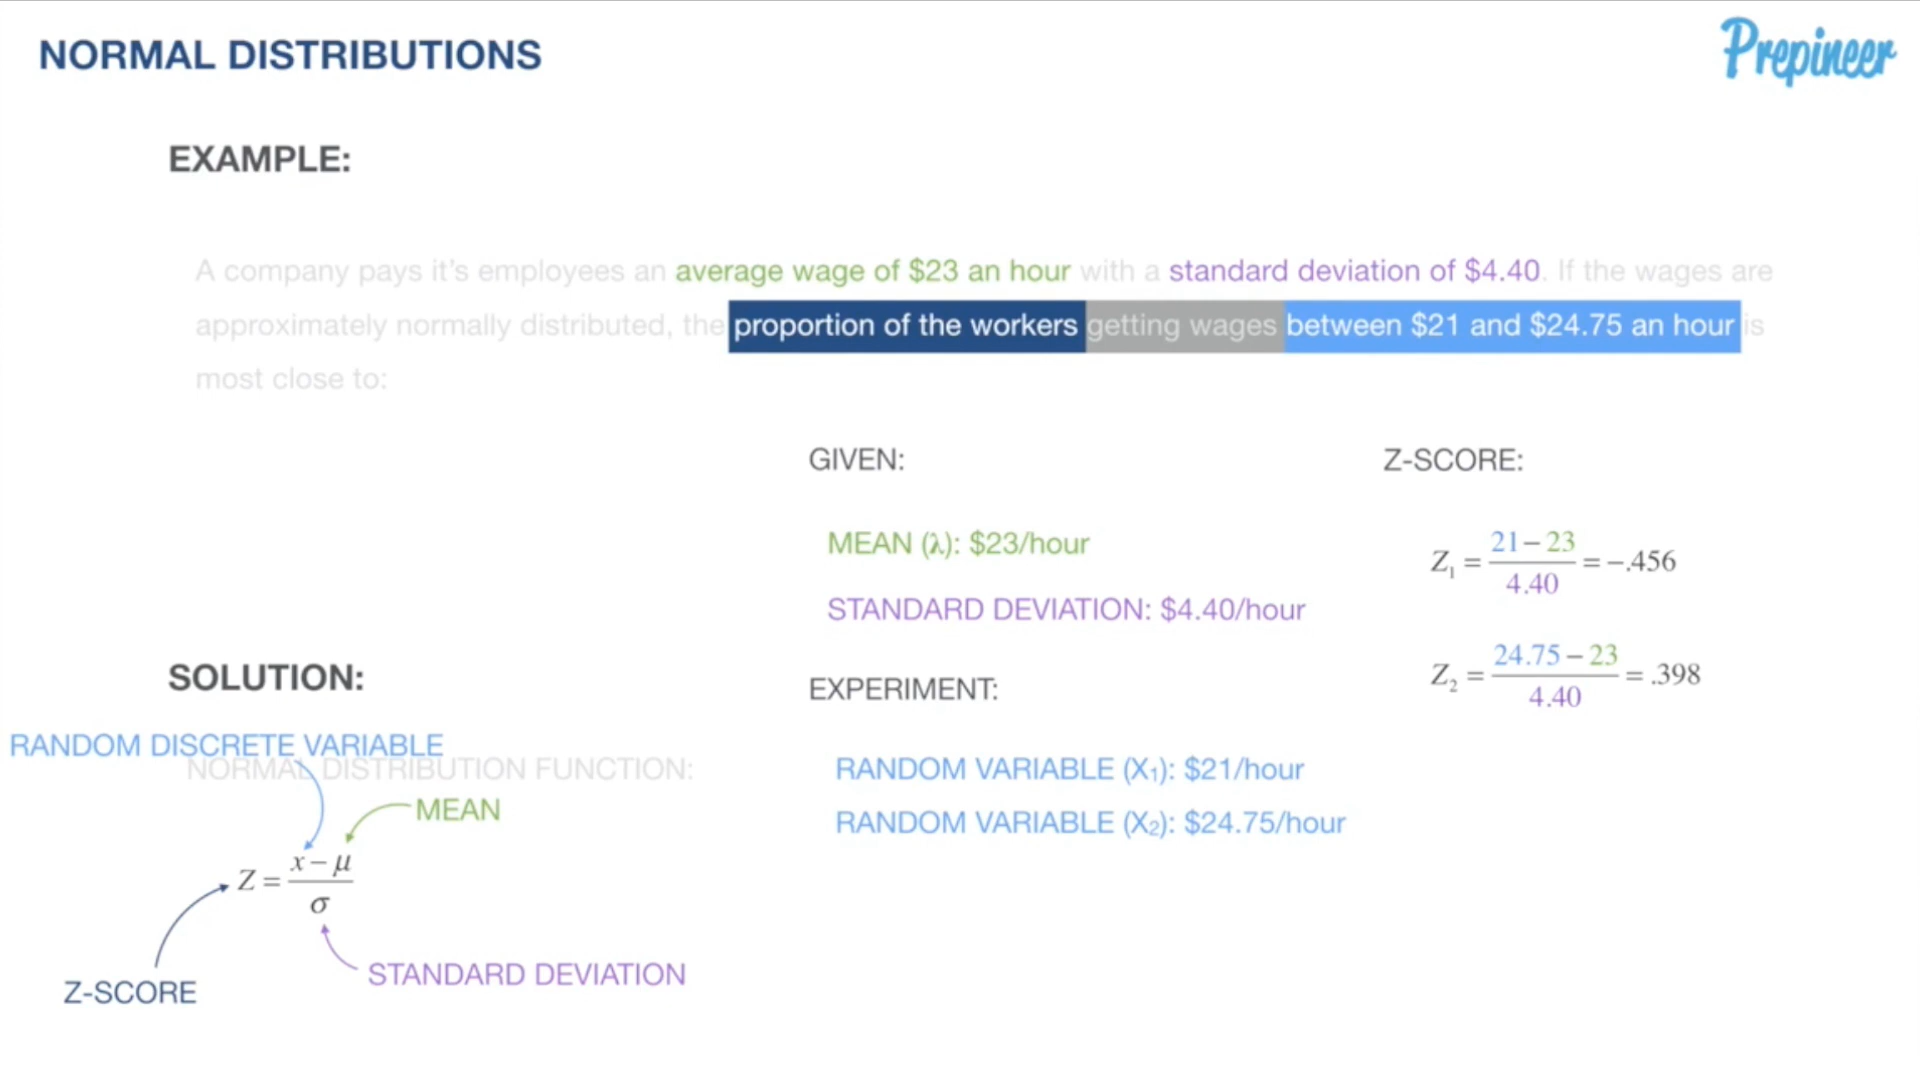 NORMAL DISTRIBUTIONS
Prepineer
EXAMPLE:
A company pays it's employees an average wage of $23 an hour with a standard deviation of $4.40. If the wages are
approximately normally distributed, the proportion of the workers getting wages between $21 and $24.75 an hour is
most close to:
GIVEN:
MEAN (λ): $23/hour
STANDARD DEVIATION: $4.40/hour
EXPERIMENT:
RANDOM VARIABLE (X₁): $21/hour
RANDOM VARIABLE (X₂): $24.75/hour
Z-SCORE:
Z₁ = (21 – 23) / 4.40 = –.456
Z₂ = (24.75 – 23) / 4.40 = .398
SOLUTION:
RANDOM DISCRETE VARIABLE
NORMAL DISTRIBUTION FUNCTION:
MEAN
Z = (x – μ) / σ
STANDARD DEVIATION
Z-SCORE